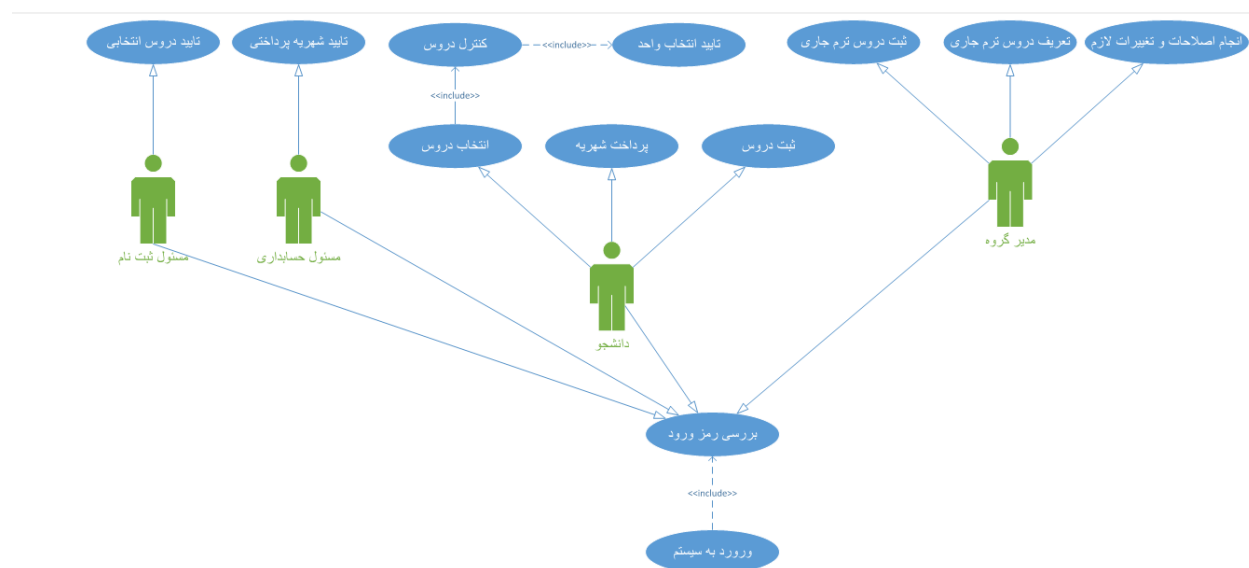 تایید دروس انتخابی
تایید شهریه پرداختی
کنترل دروس
<<include>>
تایید انتخاب واحد
ثبت دروس ترم جاری
تعریف دروس ترم جاری
انجام اصلاحات و تغییرات لازم
<<include>>
انتخاب دروس
پرداخت شهریه
ثبت دروس
مسئول ثبت نام
مسئول حسابداری
مدیر گروه
دانشجو
بررسی رمز ورود
<<include>>
ورورد به سیستم